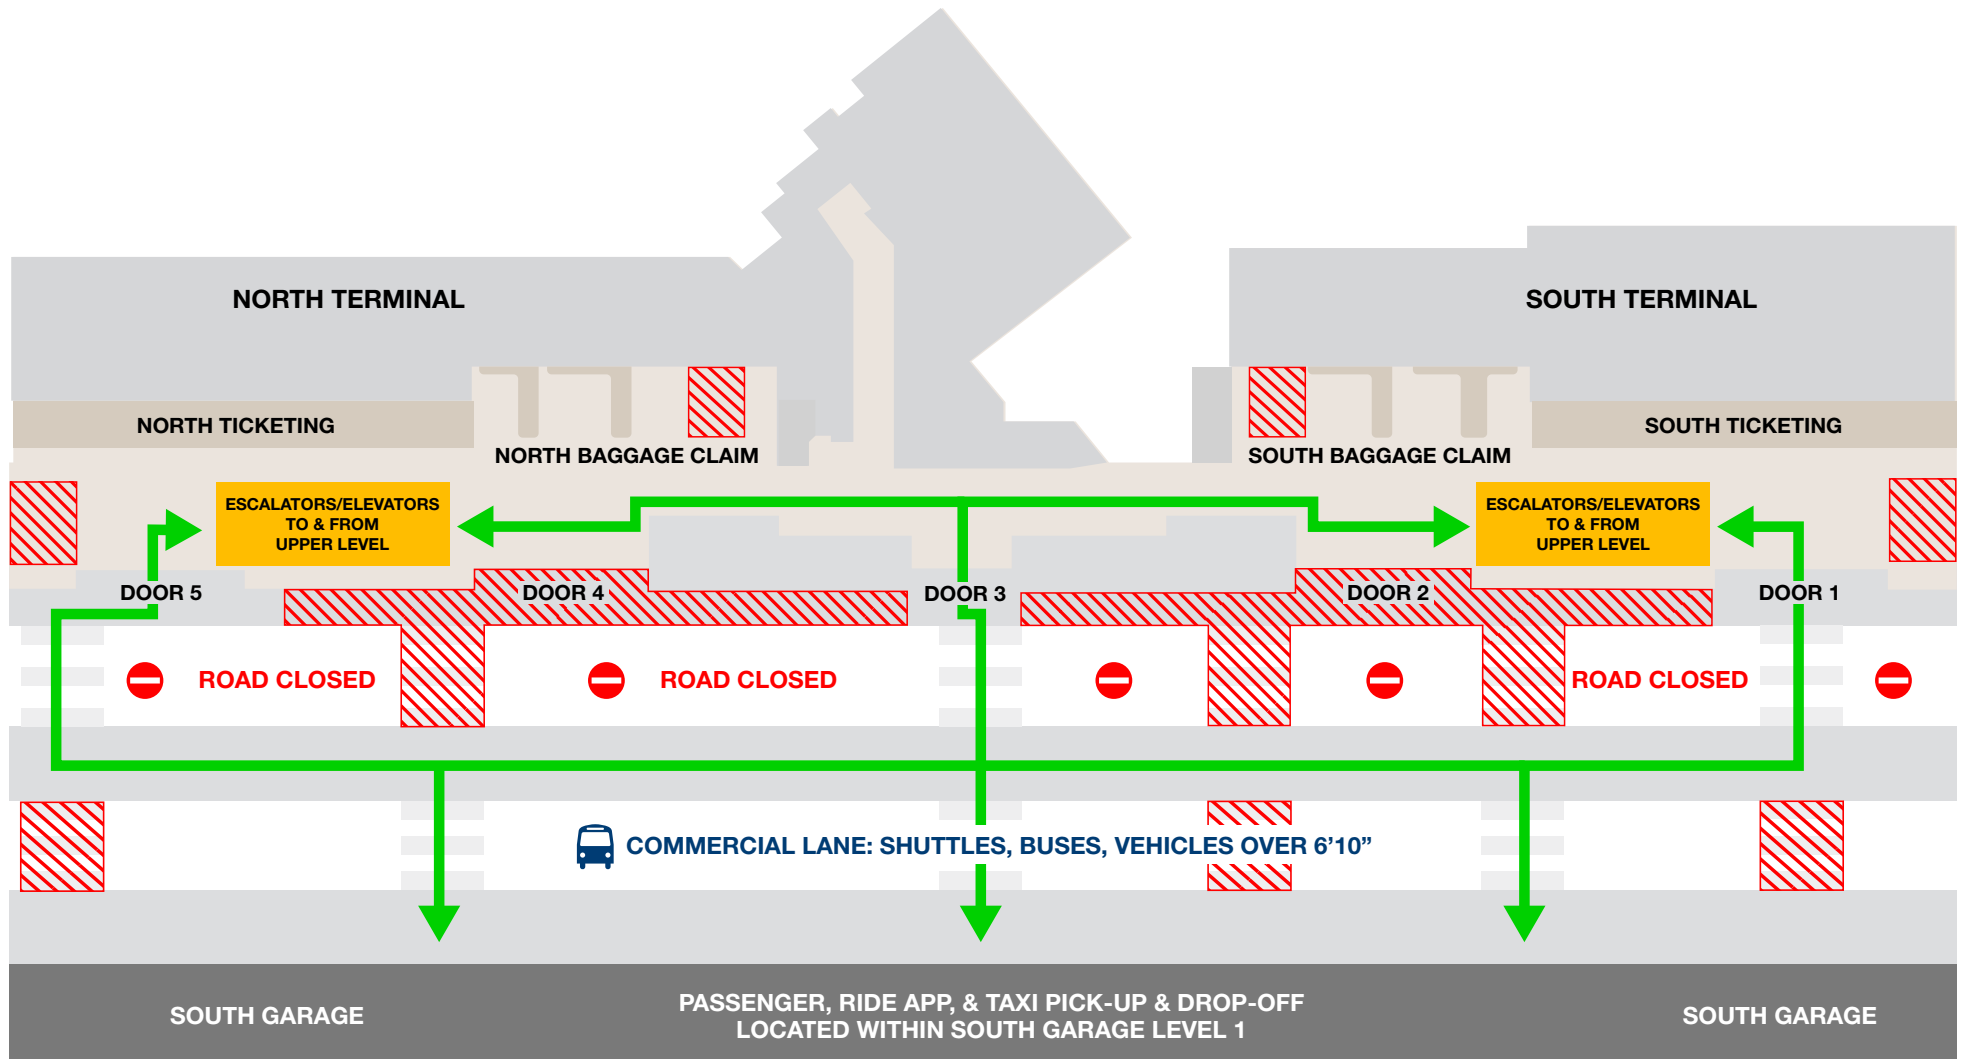 NORTH TERMINAL
SOUTH TERMINAL
NORTH TICKETING
SOUTH TICKETING
NORTH BAGGAGE CLAIM
SOUTH BAGGAGE CLAIM
ESCALATORS/ELEVATORS
TO & FROM
UPPER LEVEL
ESCALATORS/ELEVATORS
TO & FROM
UPPER LEVEL
DOOR 5
DOOR 4
DOOR 3
DOOR 2
DOOR 1
ROAD CLOSED
ROAD CLOSED
ROAD CLOSED
COMMERCIAL LANE: SHUTTLES, BUSES, VEHICLES OVER 6’10”
SOUTH GARAGE
PASSENGER, RIDE APP, & TAXI PICK-UP & DROP-OFF
LOCATED WITHIN SOUTH GARAGE LEVEL 1
SOUTH GARAGE